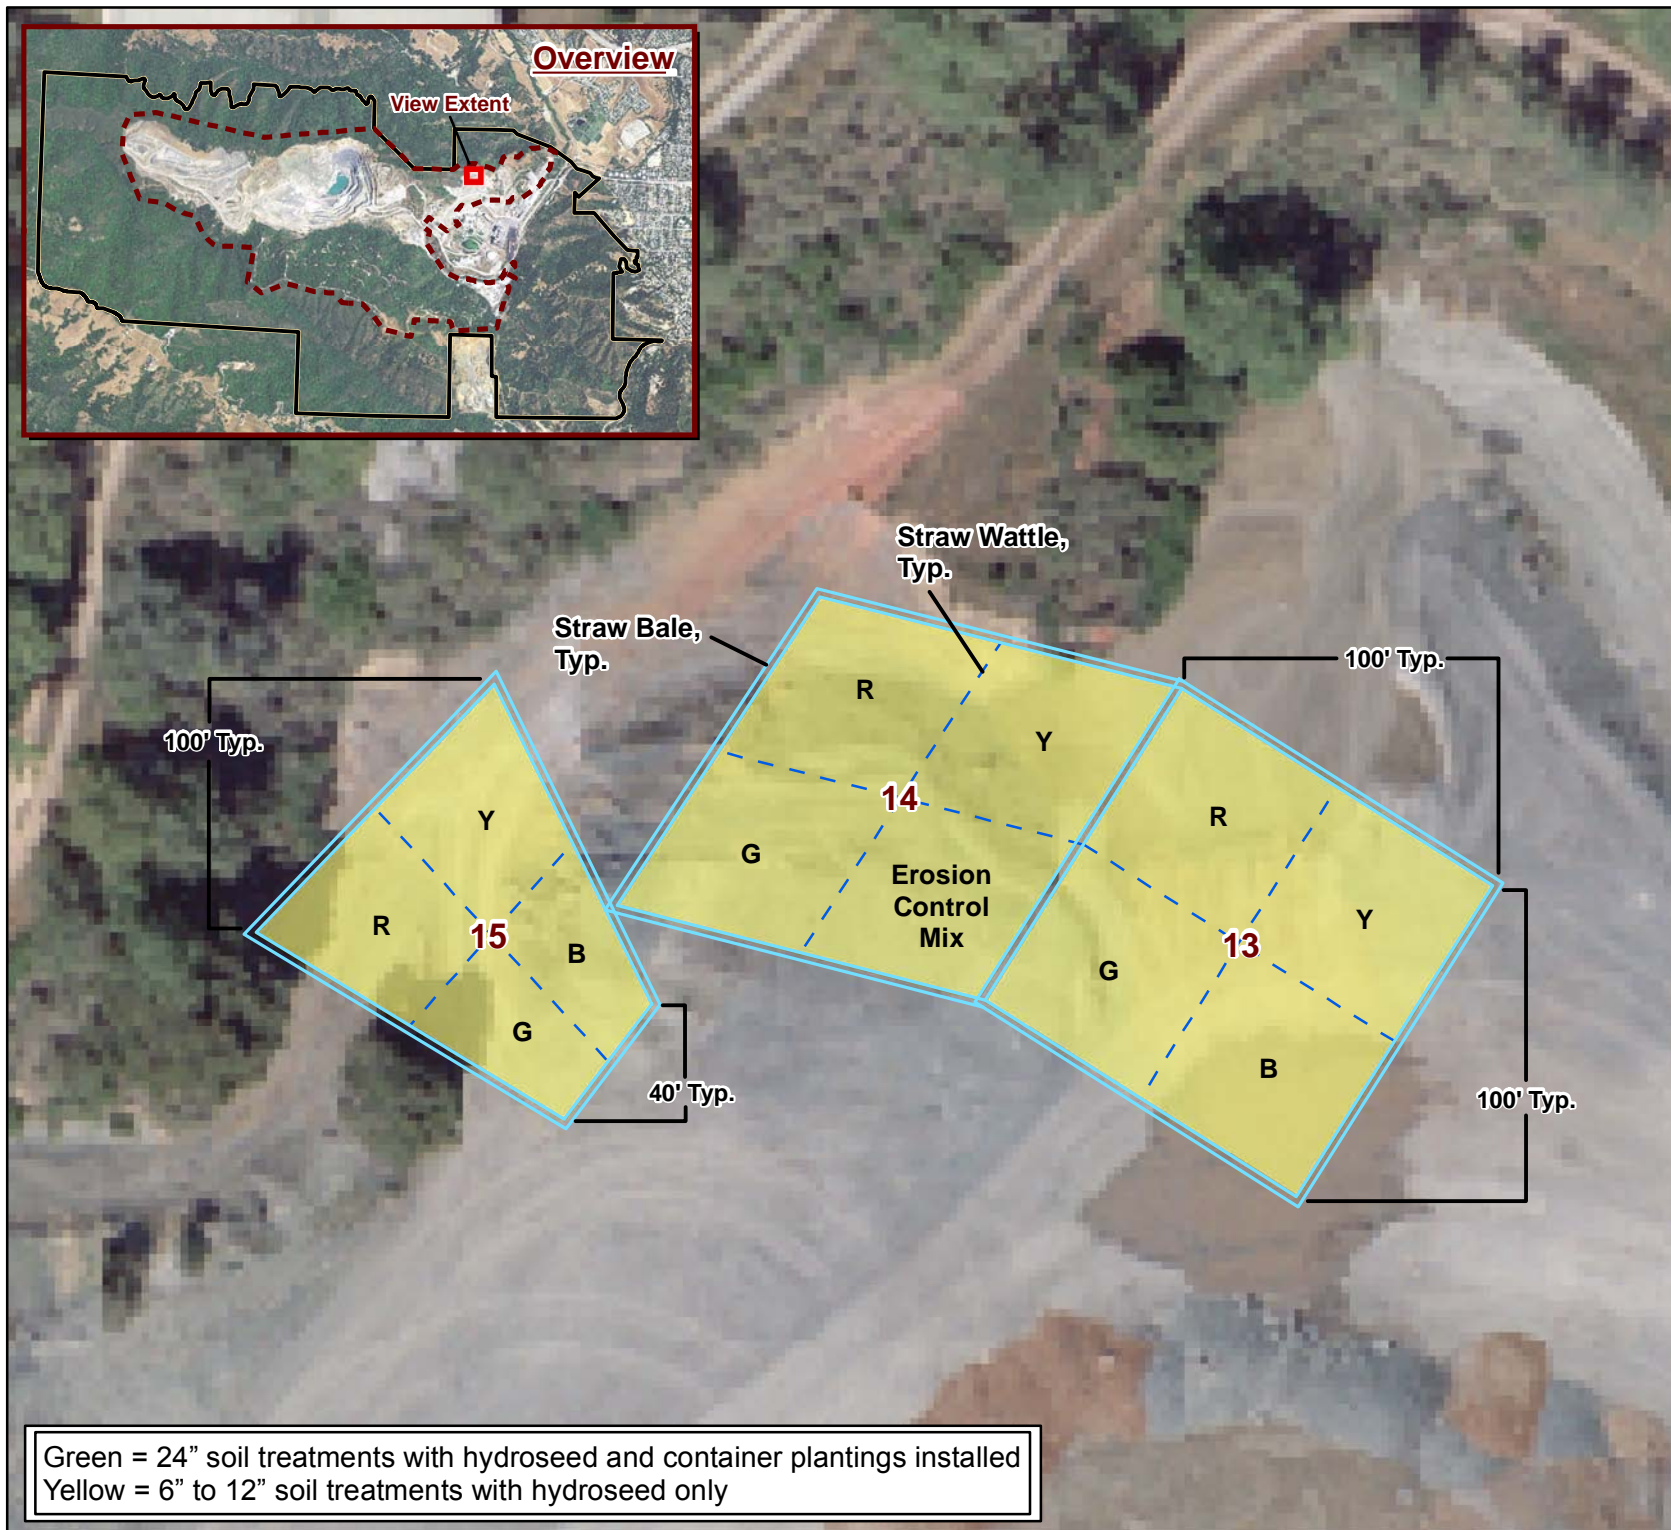 Overview
View Extent
Straw Wattle,
Typ.
Straw Bale,
Typ.
100' Typ.
100' Typ.
R
Y
14
G
Erosion
Control
Mix
R
Y
13
G
B
Y
R
15
B
G
40' Typ.
100' Typ.
Green = 24” soil treatments with hydroseed and container plantings installed
Yellow = 6” to 12” soil treatments with hydroseed only